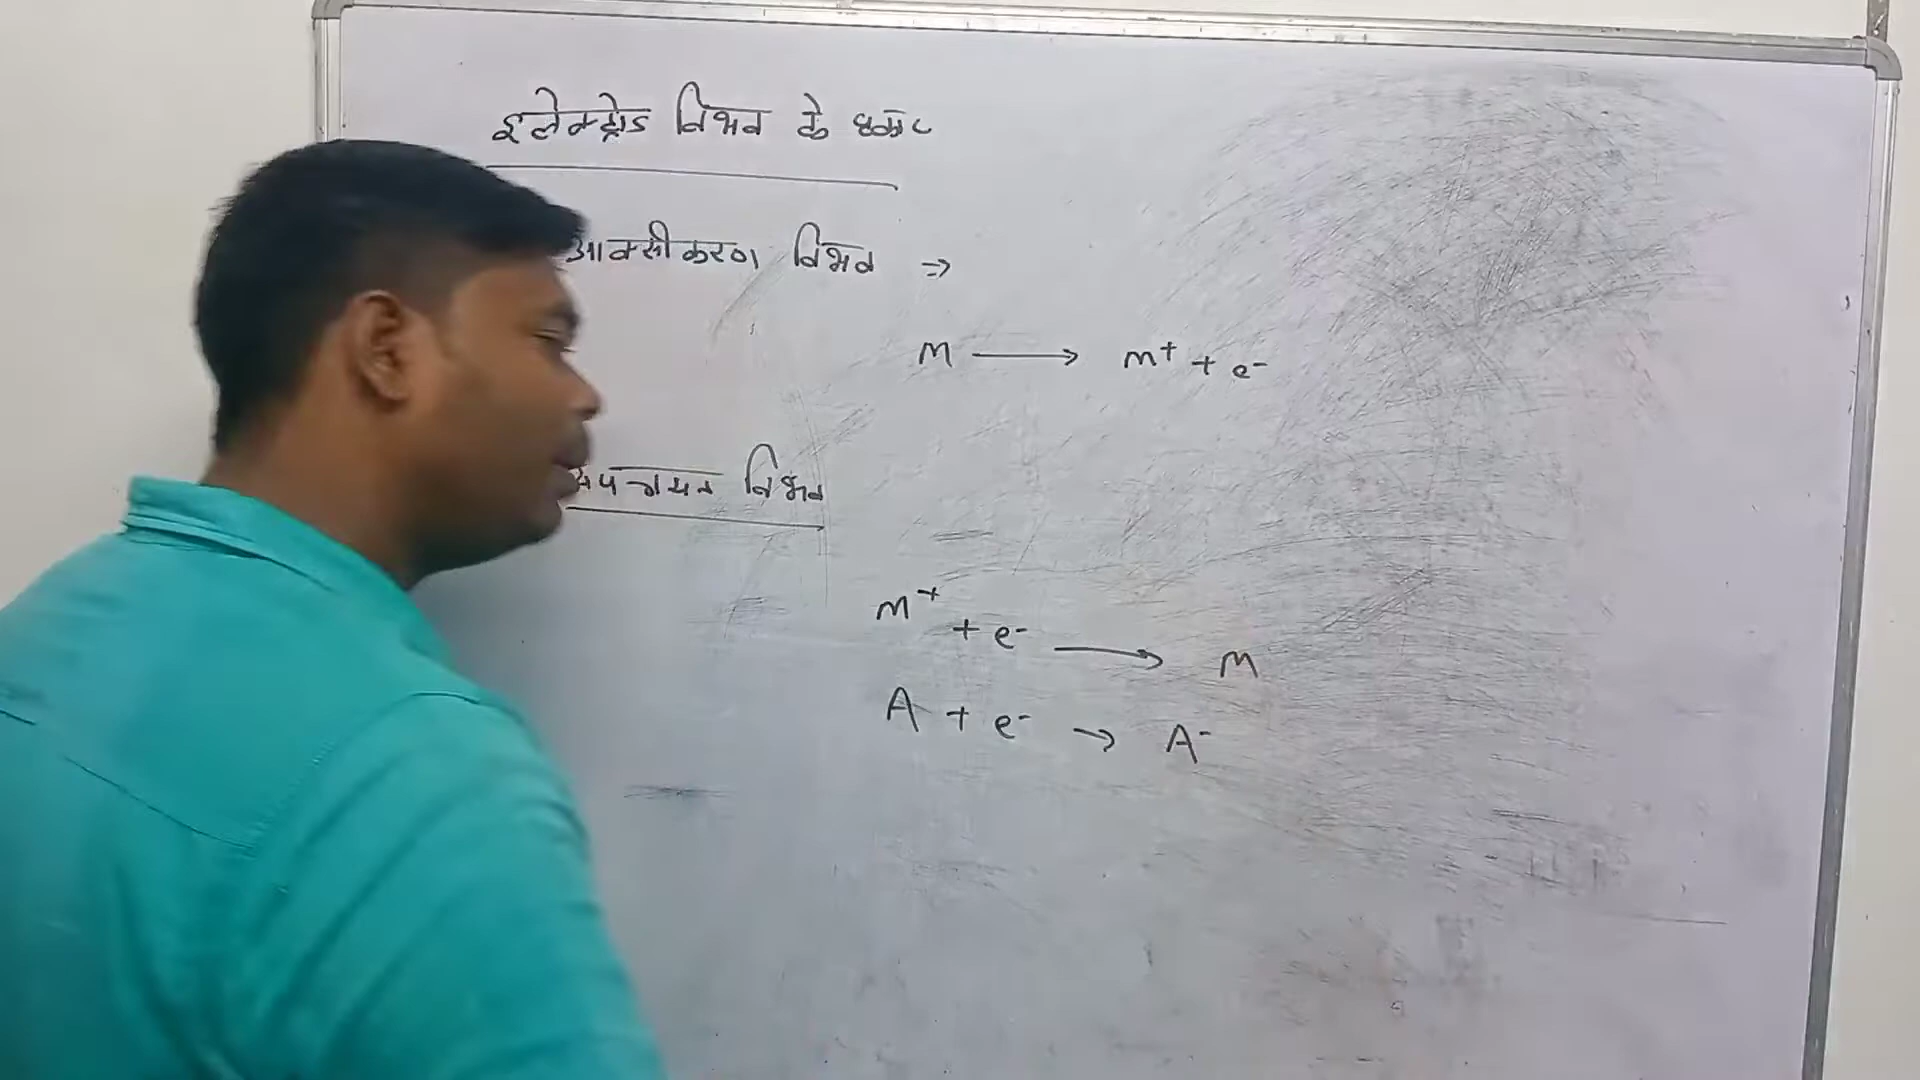 इलेक्ट्रोड विभव के प्रकार
आक्सीकरण विभव ⇒
M ⟶ M⁺ + e⁻
अपचयन विभव
M⁺ + e⁻ ⟶ M
A + e⁻ → A⁻